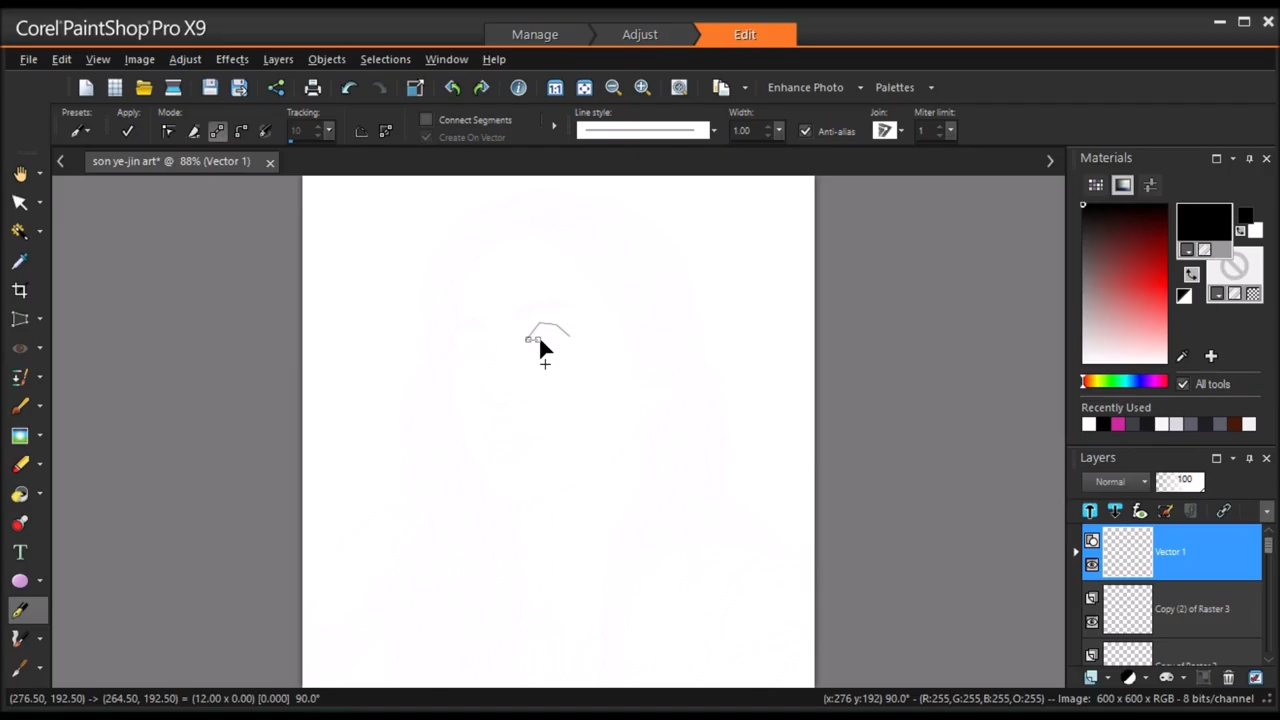 Corel PaintShop Pro X9
Manage Adjust Edit
File Edit View Image Adjust Effects Layers Objects Selections Window Help
Enhance Photo Palettes
Presets: Apply: Mode: Tracking: Connect Segments Line style: Width: Join: Miter limit:
10 Create On Vector 1.00 Anti-alias 1
son ye-jin art* @ 88% (Vector 1)
Materials
All tools
Recently Used
Layers
Normal 100
Vector 1
Copy (2) of Raster 3
(276.50, 192.50) -> (264.50, 192.50) = (12.00 x 0.00) [0.000] 90.0° (x:276 y:192) 90.0° - (R:255,G:255,B:255,O:255) -- Image: 600 x 600 x RGB - 8 bits/channel